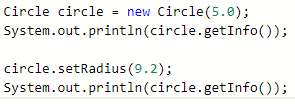 Circle circle = new Circle(5.0);
System.out.println(circle.getInfo());

circle.setRadius(9.2);
System.out.println(circle.getInfo());